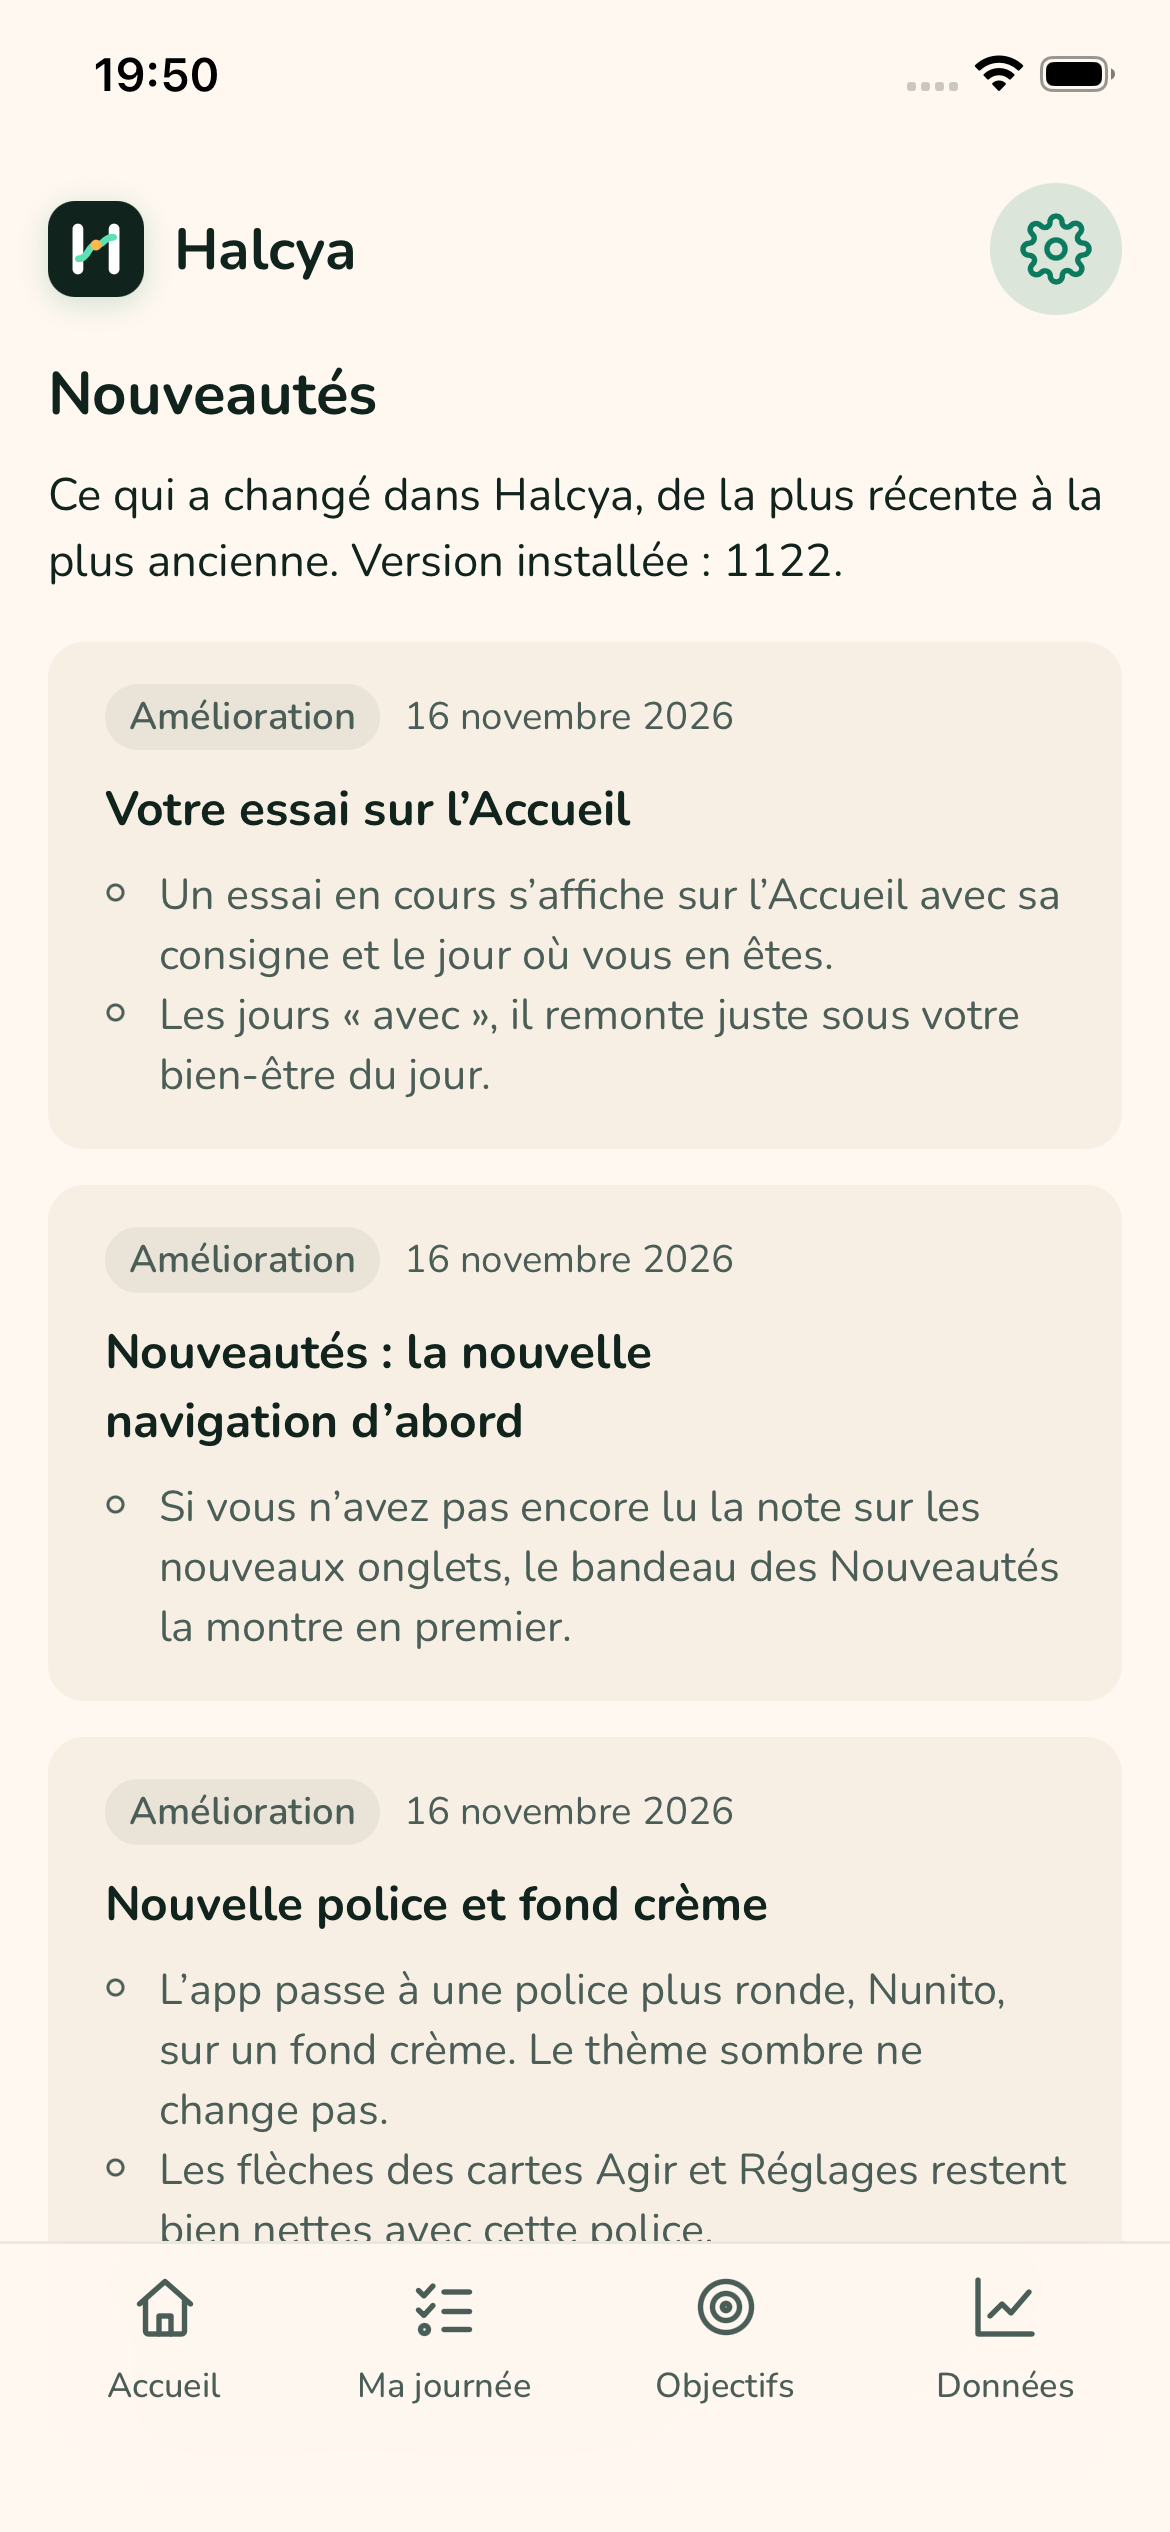 19:50
Halcya
Nouveautés
Ce qui a changé dans Halcya, de la plus récente à la
plus ancienne. Version installée : 1122.
Amélioration 16 novembre 2026
Votre essai sur l’Accueil
Un essai en cours s’affiche sur l’Accueil avec sa
consigne et le jour où vous en êtes.
Les jours « avec », il remonte juste sous votre
bien-être du jour.
Amélioration 16 novembre 2026
Nouveautés : la nouvelle
navigation d’abord
Si vous n’avez pas encore lu la note sur les
nouveaux onglets, le bandeau des Nouveautés
la montre en premier.
Amélioration 16 novembre 2026
Nouvelle police et fond crème
L’app passe à une police plus ronde, Nunito,
sur un fond crème. Le thème sombre ne
change pas.
Les flèches des cartes Agir et Réglages restent
bien nettes avec cette police.
Accueil
Ma journée
Objectifs
Données